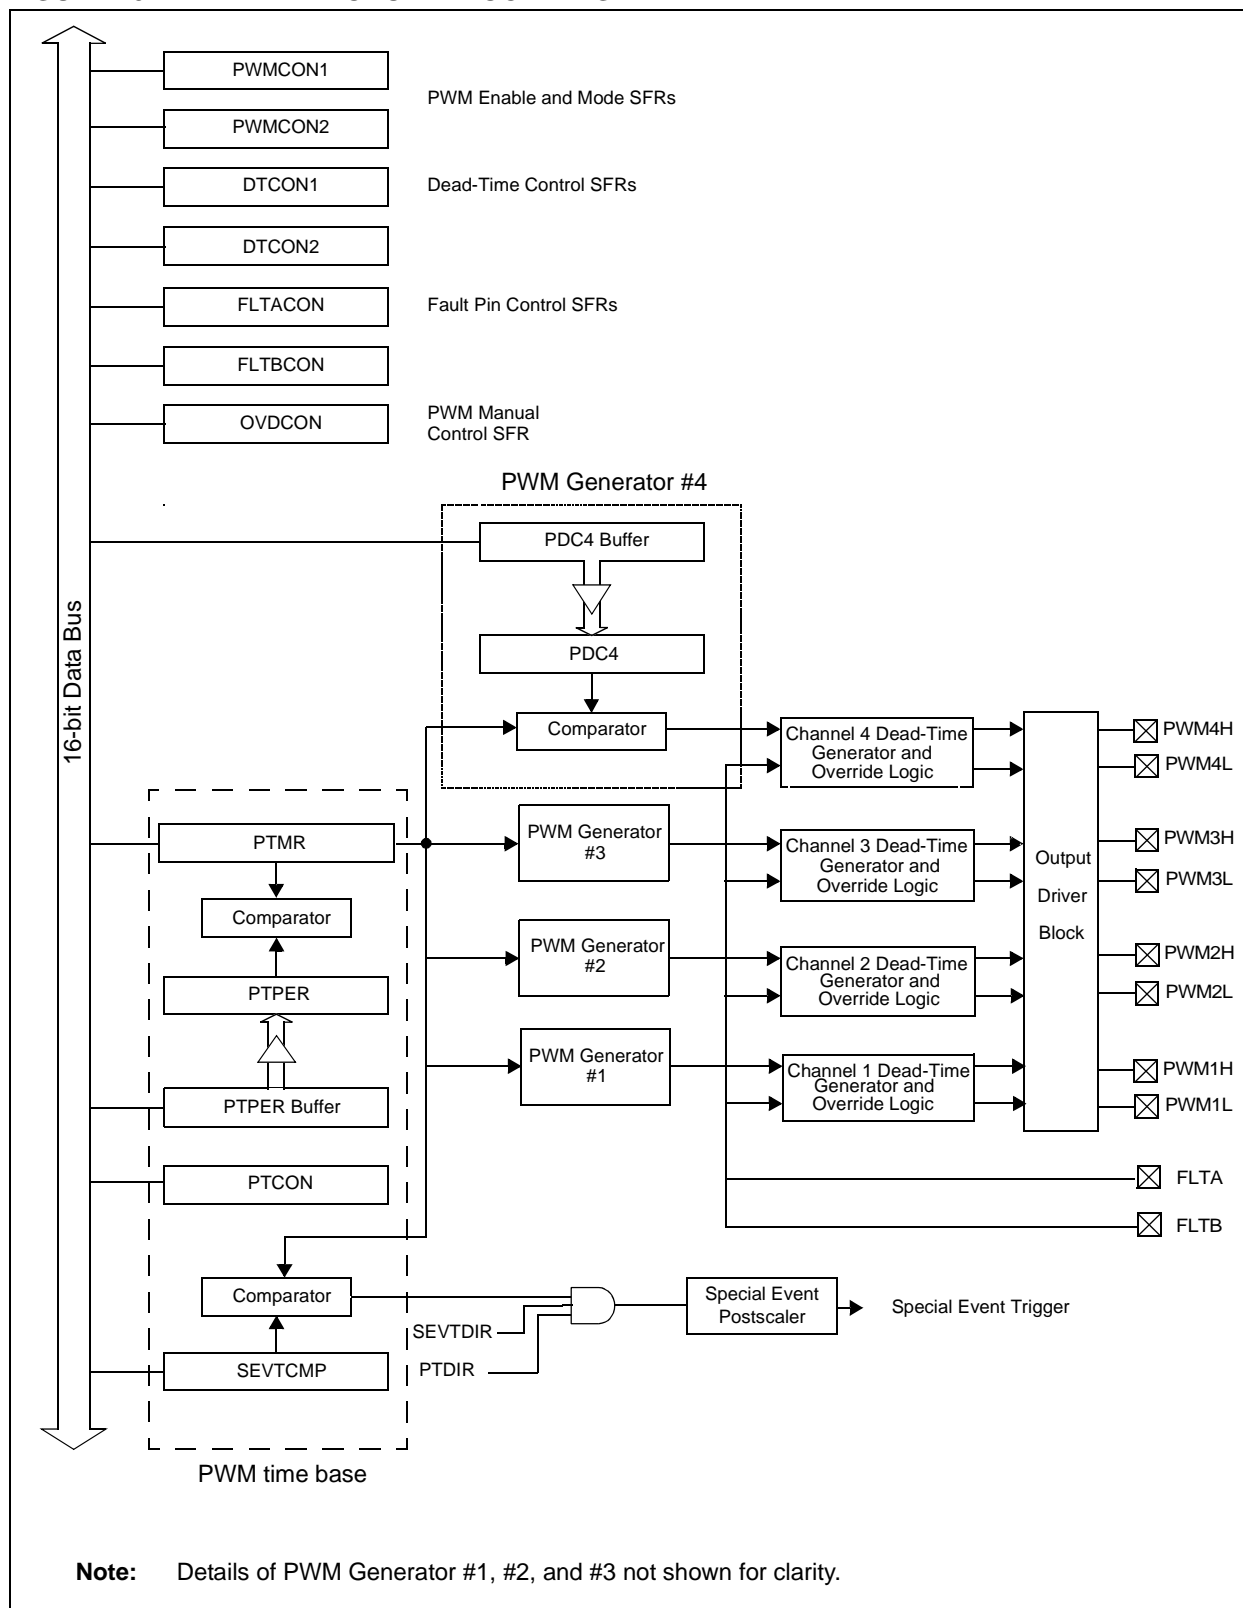 PWMCON1
PWM Enable and Mode SFRs
PWMCON2
DTCON1
Dead-Time Control SFRs
DTCON2
FLTACON
Fault Pin Control SFRs
FLTBCON
OVDCON
PWM Manual
Control SFR
PWM Generator #4
PDC4 Buffer
16-bit Data Bus
PDC4
Comparator
Channel 4 Dead-Time
Generator and
Override Logic
PWM4H
PWM4L
PTMR
PWM Generator
#3
Channel 3 Dead-Time
Generator and
Override Logic
Output
Driver
Block
PWM3H
PWM3L
Comparator
PWM Generator
#2
Channel 2 Dead-Time
Generator and
Override Logic
PWM2H
PWM2L
PTPER
PWM Generator
#1
Channel 1 Dead-Time
Generator and
Override Logic
PWM1H
PWM1L
PTPER Buffer
PTCON
FLTA
FLTB
Comparator
SEVTDIR
PTDIR
Special Event
Postscaler
Special Event Trigger
SEVTCMP
PWM time base
Note: Details of PWM Generator #1, #2, and #3 not shown for clarity.